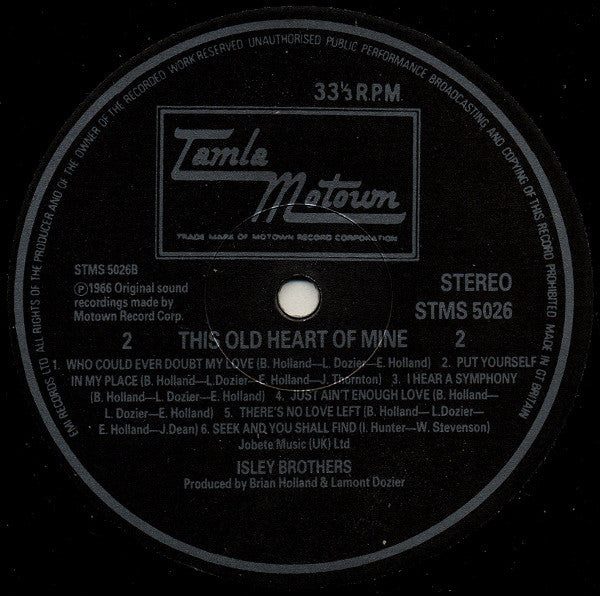 EMI RECORDS LTD ALL RIGHTS OF THE PRODUCER AND OF THE OWNER OF THE RECORDED WORK RESERVED UNAUTHORISED PUBLIC PERFORMANCE BROADCASTING AND COPYING OF THIS RECORD PROHIBITED MADE IN GT BRITAIN
33⅓ R.P.M.
Tamla
Motown
TRADE MARK OF MOTOWN RECORD CORPORATION
STMS 5026B
℗1966 Original sound
recordings made by
Motown Record Corp.
STEREO
STMS 5026
2 THIS OLD HEART OF MINE 2
1. WHO COULD EVER DOUBT MY LOVE (B. Holland—L. Dozier—E. Holland) 2. PUT YOURSELF
IN MY PLACE (B. Holland—L. Dozier—E. Holland—J. Thornton) 3. I HEAR A SYMPHONY
(B. Holland—L. Dozier—E. Holland) 4. JUST AIN'T ENOUGH LOVE (B. Holland—
L. Dozier—E. Holland) 5. THERE'S NO LOVE LEFT (B. Holland—L. Dozier—
E. Holland—J. Dean) 6. SEEK AND YOU SHALL FIND (I. Hunter—W. Stevenson)
Jobete Music (UK) Ltd
ISLEY BROTHERS
Produced by Brian Holland & Lamont Dozier